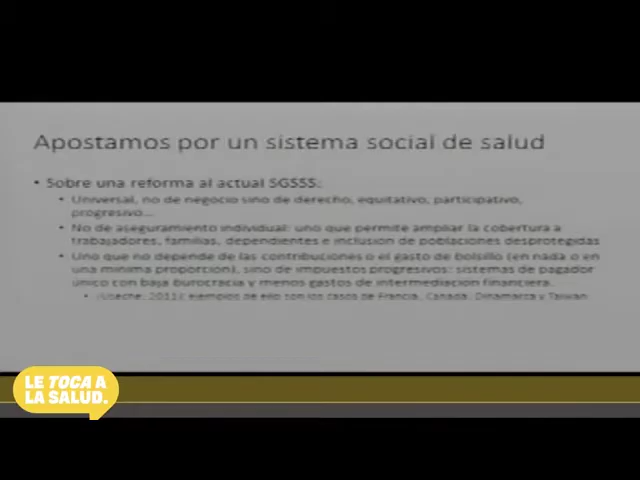 Apostamos por un sistema social de salud
• Sobre una reforma al actual SGSSS:
• Universal, no de negocio sino de derecho, equitativo, participativo,
progresivo...
• No de aseguramiento individual: uno que permite ampliar la cobertura a
trabajadores, familias, dependientes e inclusion de poblaciones desprotegidas
• Uno que no depende de las contribuciones o el gasto de bolsillo (en nada o en
una minima proporcion), sino de impuestos progresivos: sistemas de pagador
único con baja burocracia y menos gastos de intermediacion financiera.
• (Useche, 2011): ejemplos de ello son los casos de Francia, Canada, Dinamarca y Taiwan
LE TOCA A
LA SALUD.